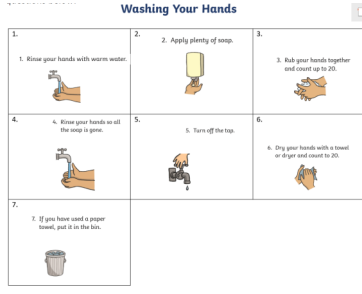 Washing Your Hands
1.
1. Rinse your hands with warm water.
2.
2. Apply plenty of soap.
3.
3. Rub your hands together
and count up to 20.
4.
4. Rinse your hands so all
the soap is gone.
5.
5. Turn off the tap.
6.
6. Dry your hands with a towel
or dryer and count to 20.
7.
7. If you have used a paper
towel, put it in the bin.